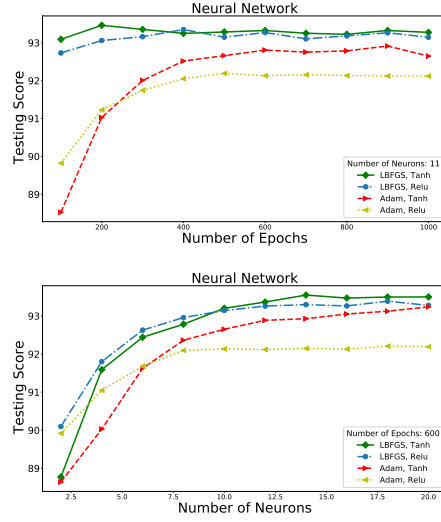 Neural Network
93
92
91
90
89
Testing Score
Number of Neurons: 11
LBFGS, Tanh
LBFGS, Relu
Adam, Tanh
Adam, Relu
200
400
600
800
1000
Number of Epochs
Neural Network
93
92
91
90
89
Testing Score
Number of Epochs: 600
LBFGS, Tanh
LBFGS, Relu
Adam, Tanh
Adam, Relu
2.5
5.0
7.5
10.0
12.5
15.0
17.5
20.0
Number of Neurons